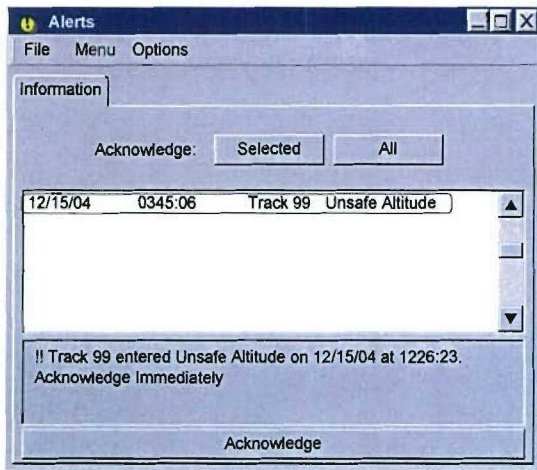 Alerts
File Menu Options
Information
Acknowledge: Selected All
12/15/04 0345:06 Track 99 Unsafe Altitude
!! Track 99 entered Unsafe Altitude on 12/15/04 at 1226:23.
Acknowledge Immediately
Acknowledge